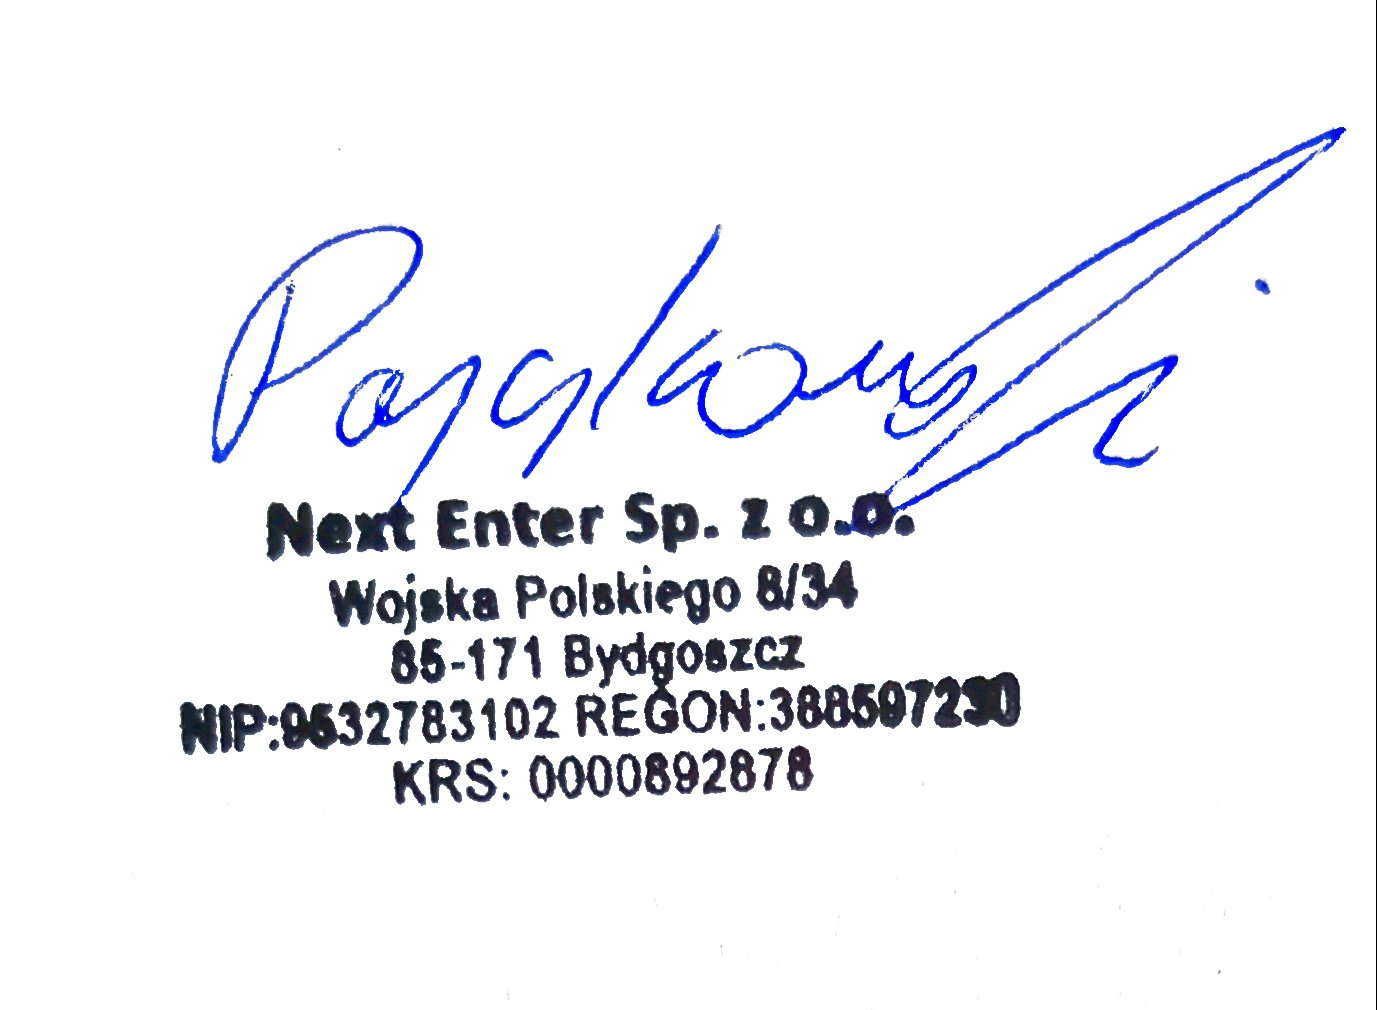 Next Enter Sp. z o.o.
Wojska Polskiego 8/34
85-171 Bydgoszcz
NIP:9532783102 REGON:388597230
KRS: 0000892878